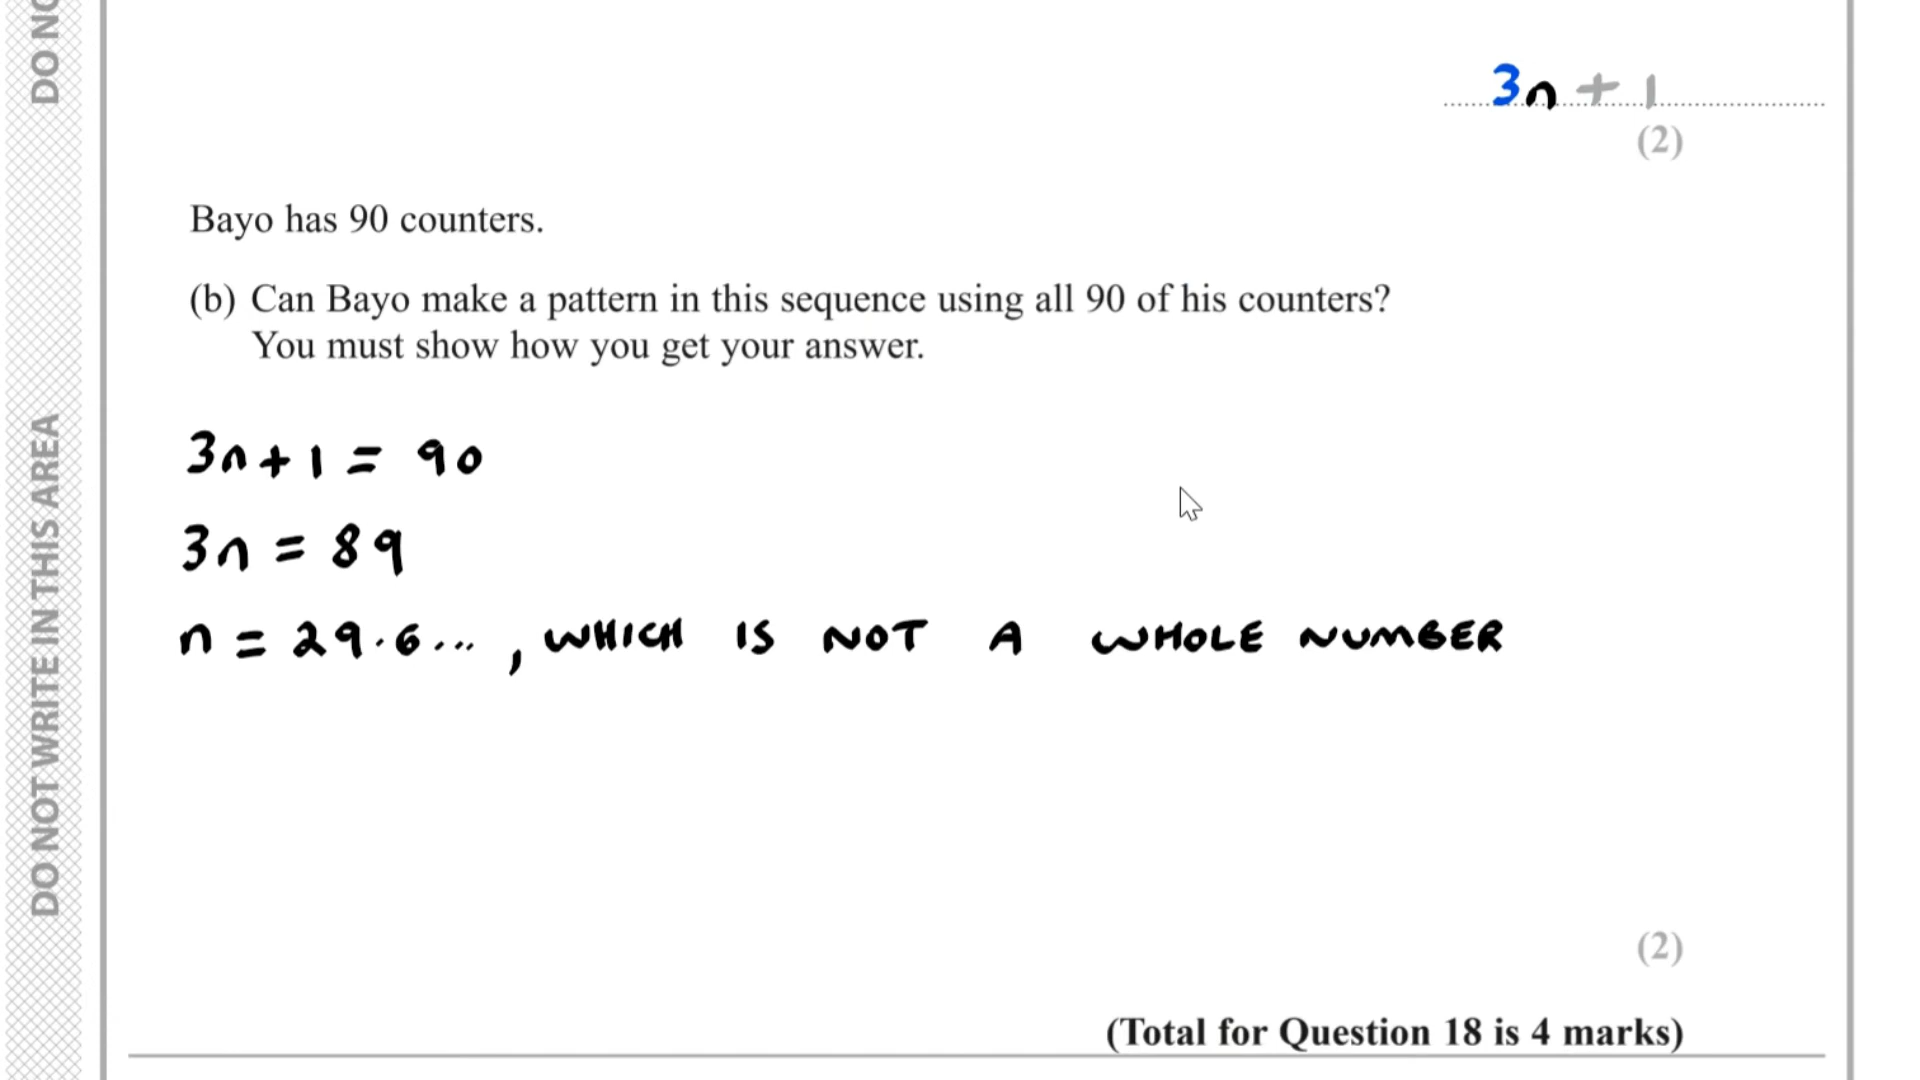 DO NO
3n + 1
(2)
Bayo has 90 counters.
(b) Can Bayo make a pattern in this sequence using all 90 of his counters?
You must show how you get your answer.
3n + 1 = 90
3n = 89
n = 29.6... , WHICH IS NOT A WHOLE NUMBER
DO NOT WRITE IN THIS AREA
(2)
(Total for Question 18 is 4 marks)